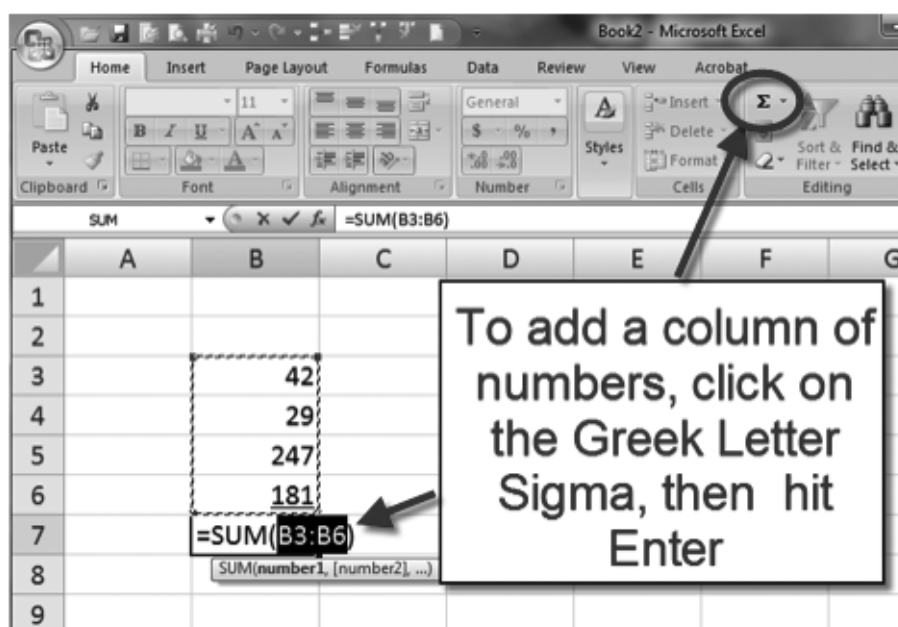 Book2 - Microsoft Excel
Home Insert Page Layout Formulas Data Review View Acrobat
11 General Σ
Insert
B I U A A $ % , Delete
Paste Styles Format Sort & Find &
Filter Select
Clipboard Font Alignment Number Cells Editing
SUM fx =SUM(B3:B6)
A B C D E F G
1
2
3 42
4 29
5 247
6 181
7 =SUM(B3:B6)
8 SUM(number1, [number2], ...)
9
To add a column of
numbers, click on
the Greek Letter
Sigma, then hit
Enter